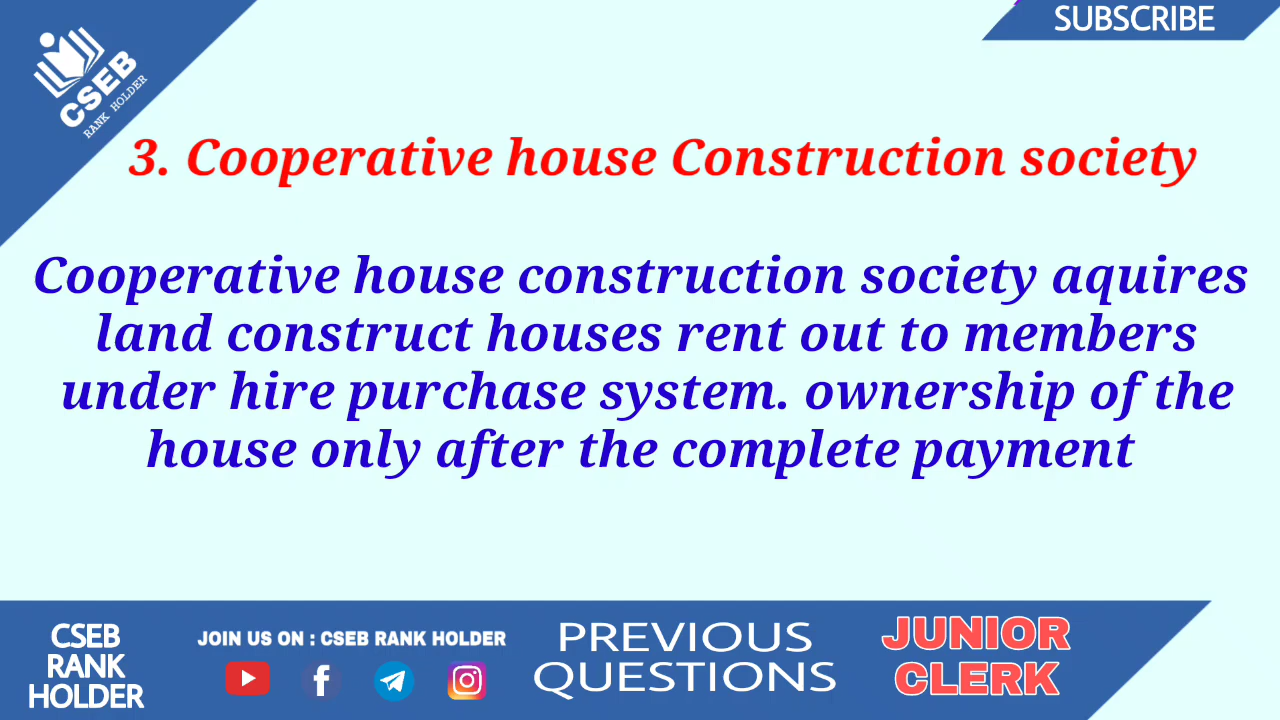 SUBSCRIBE
CSEB
RANK HOLDER
3. Cooperative house Construction society
Cooperative house construction society aquires
land construct houses rent out to members
under hire purchase system. ownership of the
house only after the complete payment
CSEB
RANK
HOLDER
JOIN US ON : CSEB RANK HOLDER
PREVIOUS
QUESTIONS
JUNIOR
CLERK